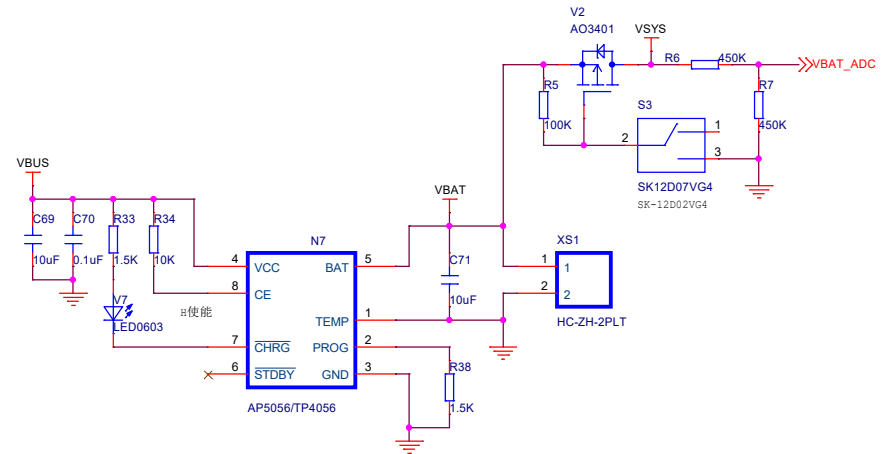 V2
AO3401
VSYS
R6
450K
VBAT_ADC
R5
100K
R7
450K
S3
1
2
3
SK12D07VG4
SK-12D02VG4
VBUS
VBAT
C69
10uF
C70
0.1uF
R33
1.5K
R34
10K
N7
4
VCC
BAT
5
8
CE
H使能
TEMP
1
7
CHRG
PROG
2
6
STDBY
GND
3
AP5056/TP4056
V7
LED0603
C71
10uF
R38
1.5K
XS1
1
1
2
2
HC-ZH-2PLT